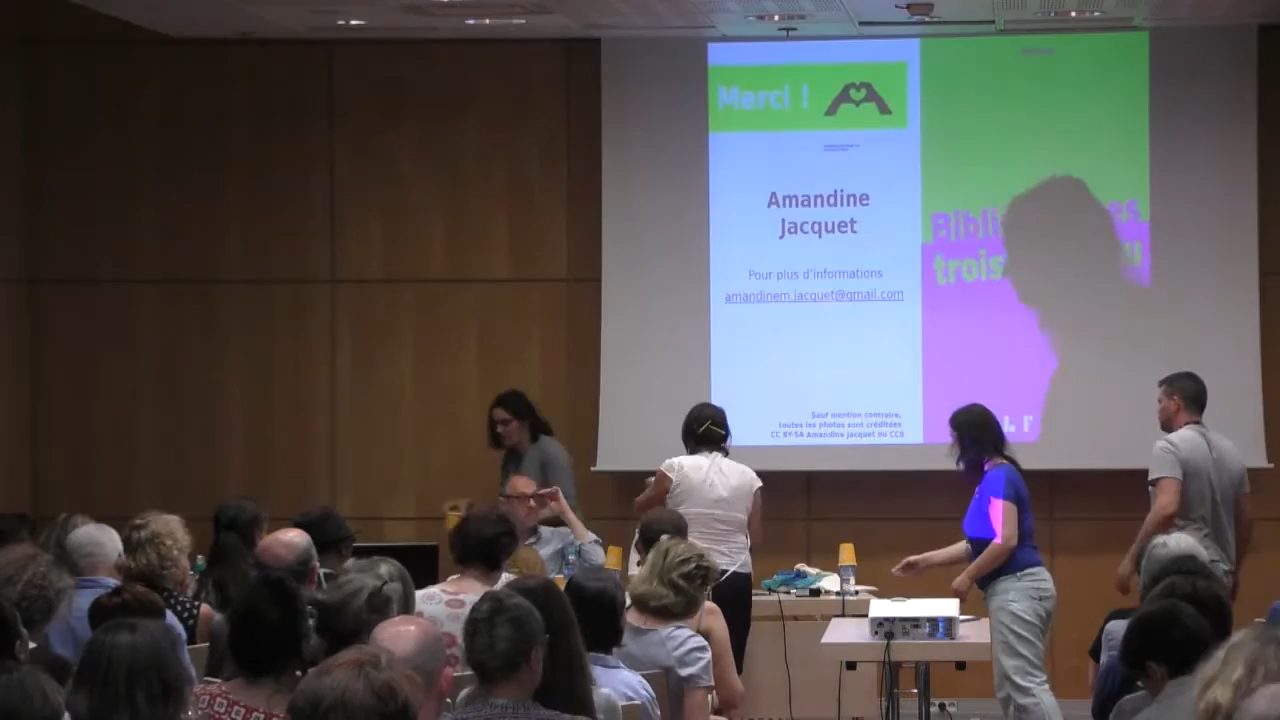 Merci !
Amandine
Jacquet
Pour plus d'informations
amandinem.jacquet@gmail.com
Sauf mention contraire,
toutes les photos sont créditées
CC BY-SA Amandine Jacquet ou CC0
trois